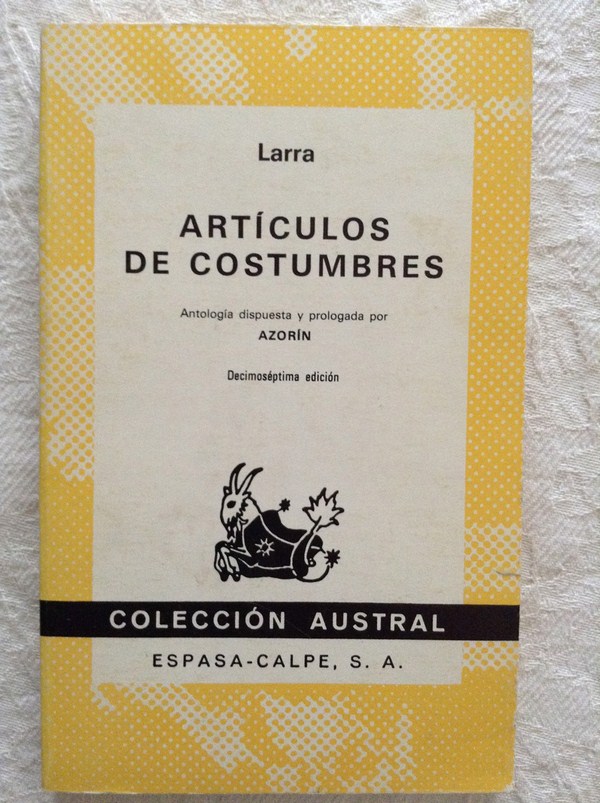 Larra
ARTÍCULOS
DE COSTUMBRES
Antología dispuesta y prologada por
AZORÍN
Decimoséptima edición
COLECCIÓN AUSTRAL
ESPASA-CALPE, S. A.